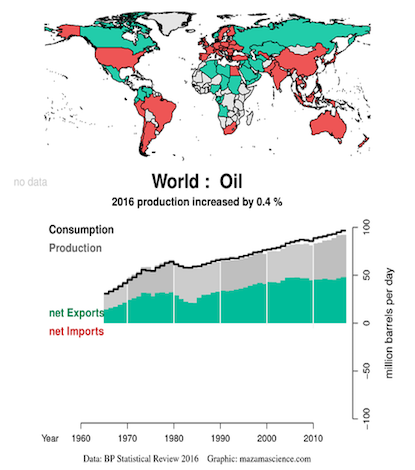 no data
World : Oil
2016 production increased by 0.4 %
Consumption
Production
net Exports
net Imports
100
50
0
−50
−100
million barrels per day
Year 1960 1970 1980 1990 2000 2010
Data: BP Statistical Review 2016 Graphic: mazamascience.com